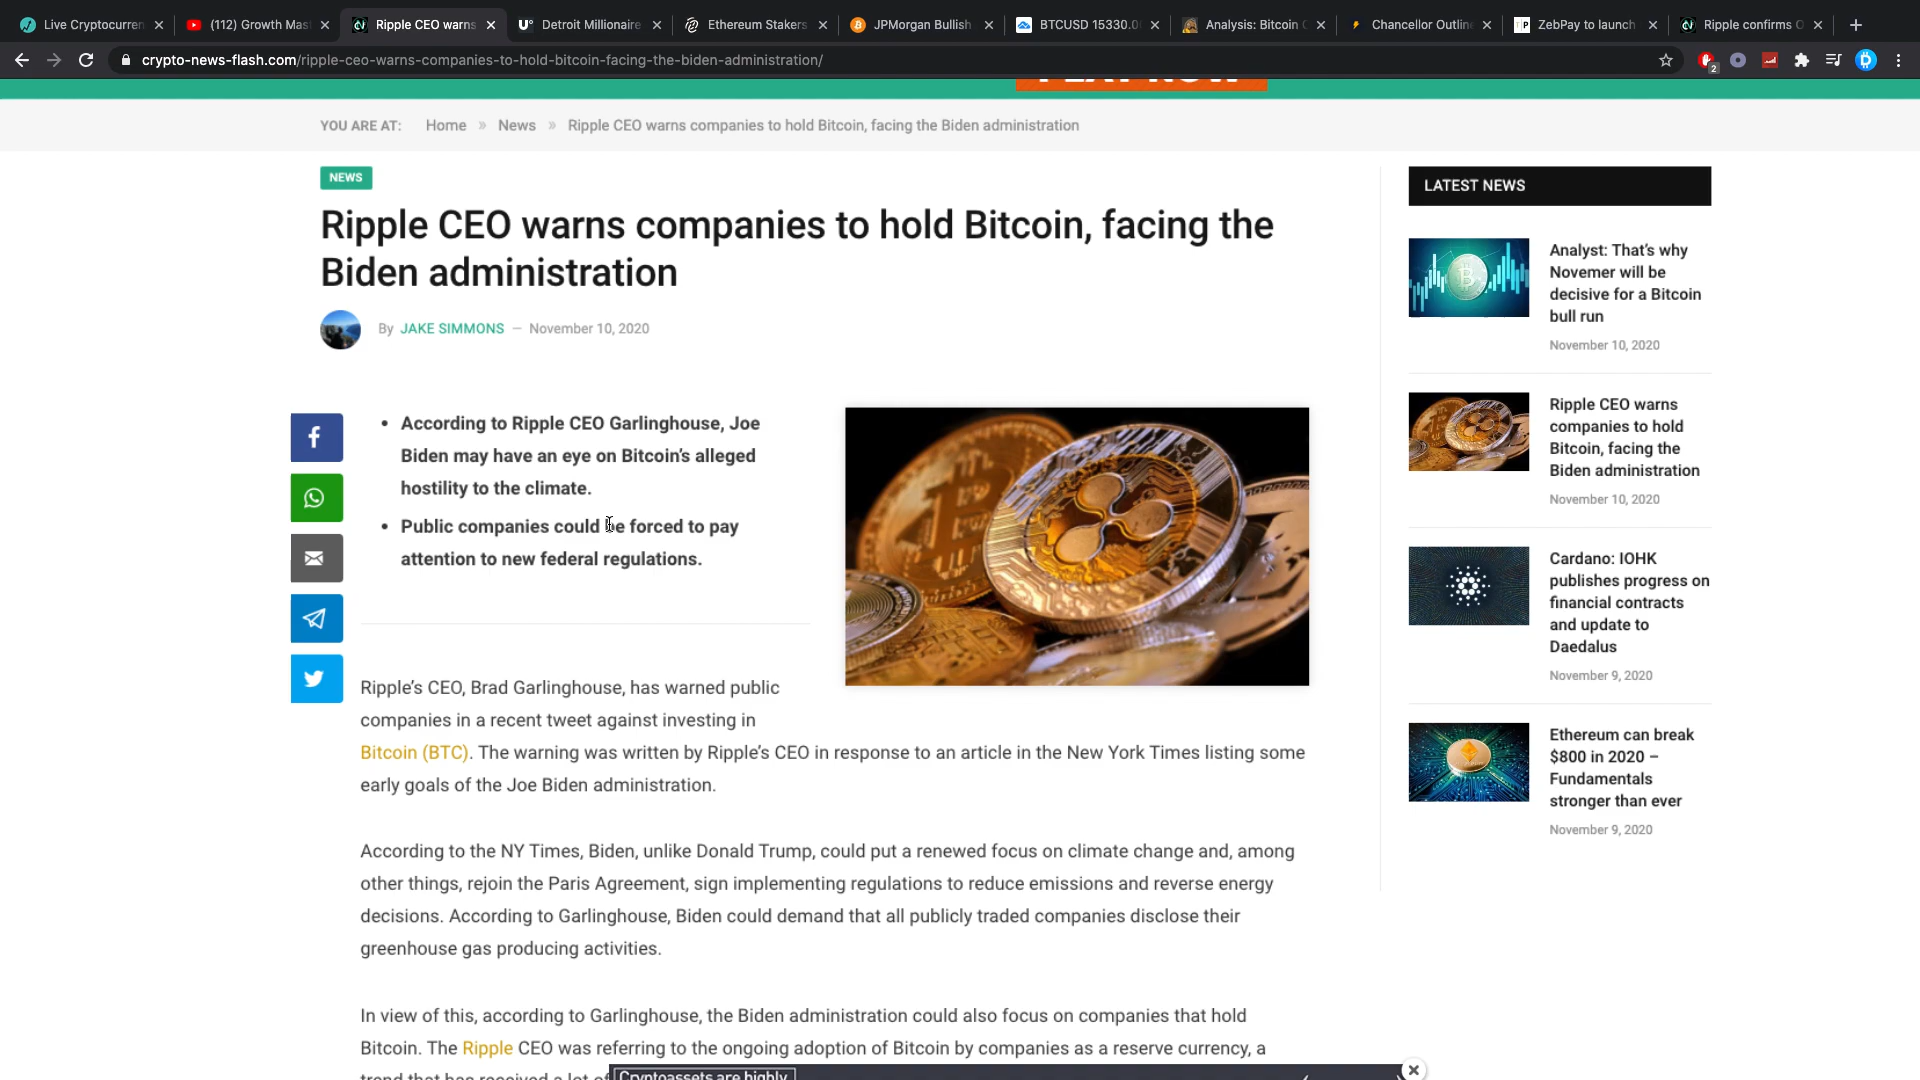 Live Cryptocurren
(112) Growth Mas
Ripple CEO warns
Detroit Millionaire
Ethereum Stakers
JPMorgan Bullish
BTCUSD 15330.0
Analysis: Bitcoin
Chancellor Outlin
ZebPay to launch
Ripple confirms
crypto-news-flash.com/ripple-ceo-warns-companies-to-hold-bitcoin-facing-the-biden-administration/
2
PLAY NOW
YOU ARE AT: Home » News » Ripple CEO warns companies to hold Bitcoin, facing the Biden administration
NEWS
Ripple CEO warns companies to hold Bitcoin, facing the
Biden administration
By JAKE SIMMONS — November 10, 2020
• According to Ripple CEO Garlinghouse, Joe
Biden may have an eye on Bitcoin's alleged
hostility to the climate.
• Public companies could be forced to pay
attention to new federal regulations.
Ripple's CEO, Brad Garlinghouse, has warned public
companies in a recent tweet against investing in
Bitcoin (BTC). The warning was written by Ripple's CEO in response to an article in the New York Times listing some
early goals of the Joe Biden administration.
According to the NY Times, Biden, unlike Donald Trump, could put a renewed focus on climate change and, among
other things, rejoin the Paris Agreement, sign implementing regulations to reduce emissions and reverse energy
decisions. According to Garlinghouse, Biden could demand that all publicly traded companies disclose their
greenhouse gas producing activities.
In view of this, according to Garlinghouse, the Biden administration could also focus on companies that hold
Bitcoin. The Ripple CEO was referring to the ongoing adoption of Bitcoin by companies as a reserve currency, a
trend that has received a lot of
Cryptoassets are highly
LATEST NEWS
Analyst: That's why
Novemer will be
decisive for a Bitcoin
bull run
November 10, 2020
Ripple CEO warns
companies to hold
Bitcoin, facing the
Biden administration
November 10, 2020
Cardano: IOHK
publishes progress on
financial contracts
and update to
Daedalus
November 9, 2020
Ethereum can break
$800 in 2020 –
Fundamentals
stronger than ever
November 9, 2020